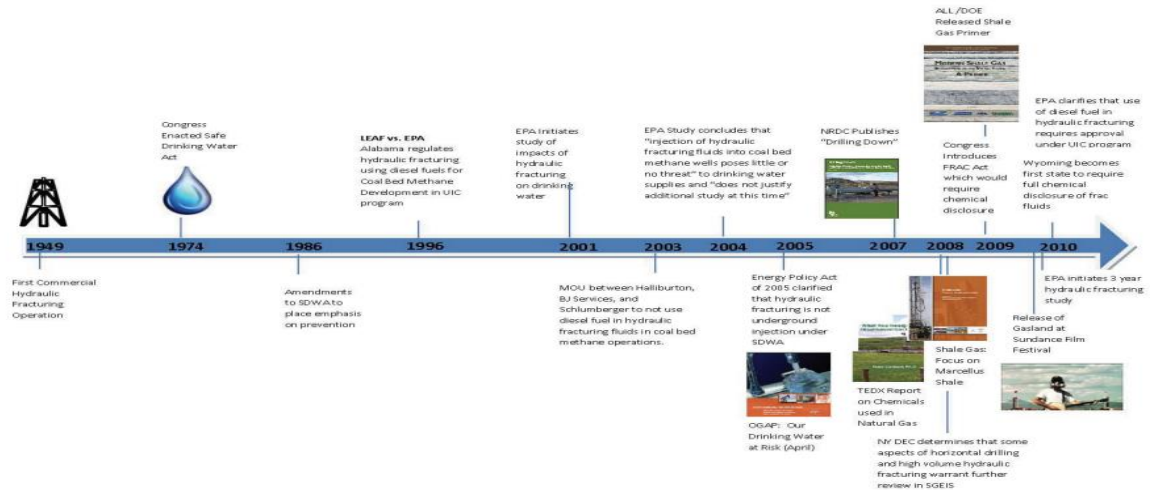 ALL/DOE
Released Shale
Gas Primer
MODERN SHALE GAS
A PRIMER
Congress
Enacted Safe
Drinking Water
Act
LEAF vs. EPA
Alabama regulates
hydraulic fracturing
using diesel fuels for
Coal Bed Methane
Development in UIC
program
EPA Initiates
study of
impacts of
hydraulic
fracturing
on drinking
water
EPA Study concludes that
"injection of hydraulic
fracturing fluids into coal bed
methane wells poses little or
no threat" to drinking water
supplies and "does not justify
additional study at this time"
NRDC Publishes
"Drilling Down"
Congress
Introduces
FRAC Act
which would
require
chemical
disclosure
EPA clarifies that use
of diesel fuel in
hydraulic fracturing
requires approval
under UIC program
Wyoming becomes
first state to require
full chemical
disclosure of frac
fluids
1949 1974 1986 1996 2001 2003 2004 2005 2007 2008 2009 2010
First Commercial
Hydraulic
Fracturing
Operation
Amendments
to SDWA to
place emphasis
on prevention
MOU between Halliburton,
BJ Services, and
Schlumberger to not use
diesel fuel in hydraulic
fracturing fluids in coal bed
methane operations.
Energy Policy Act
of 2005 clarified
that hydraulic
fracturing is not
underground
injection under
SDWA
OGAP: Our
Drinking Water
at Risk (April)
TEDX Report
on Chemicals
used in
Natural Gas
Shale Gas:
Focus on
Marcellus
Shale
NY DEC determines that some
aspects of horizontal drilling
and high volume hydraulic
fracturing warrant further
review in SGEIS
Release of
Gasland at
Sundance Film
Festival
EPA initiates 3 year
hydraulic fracturing
study